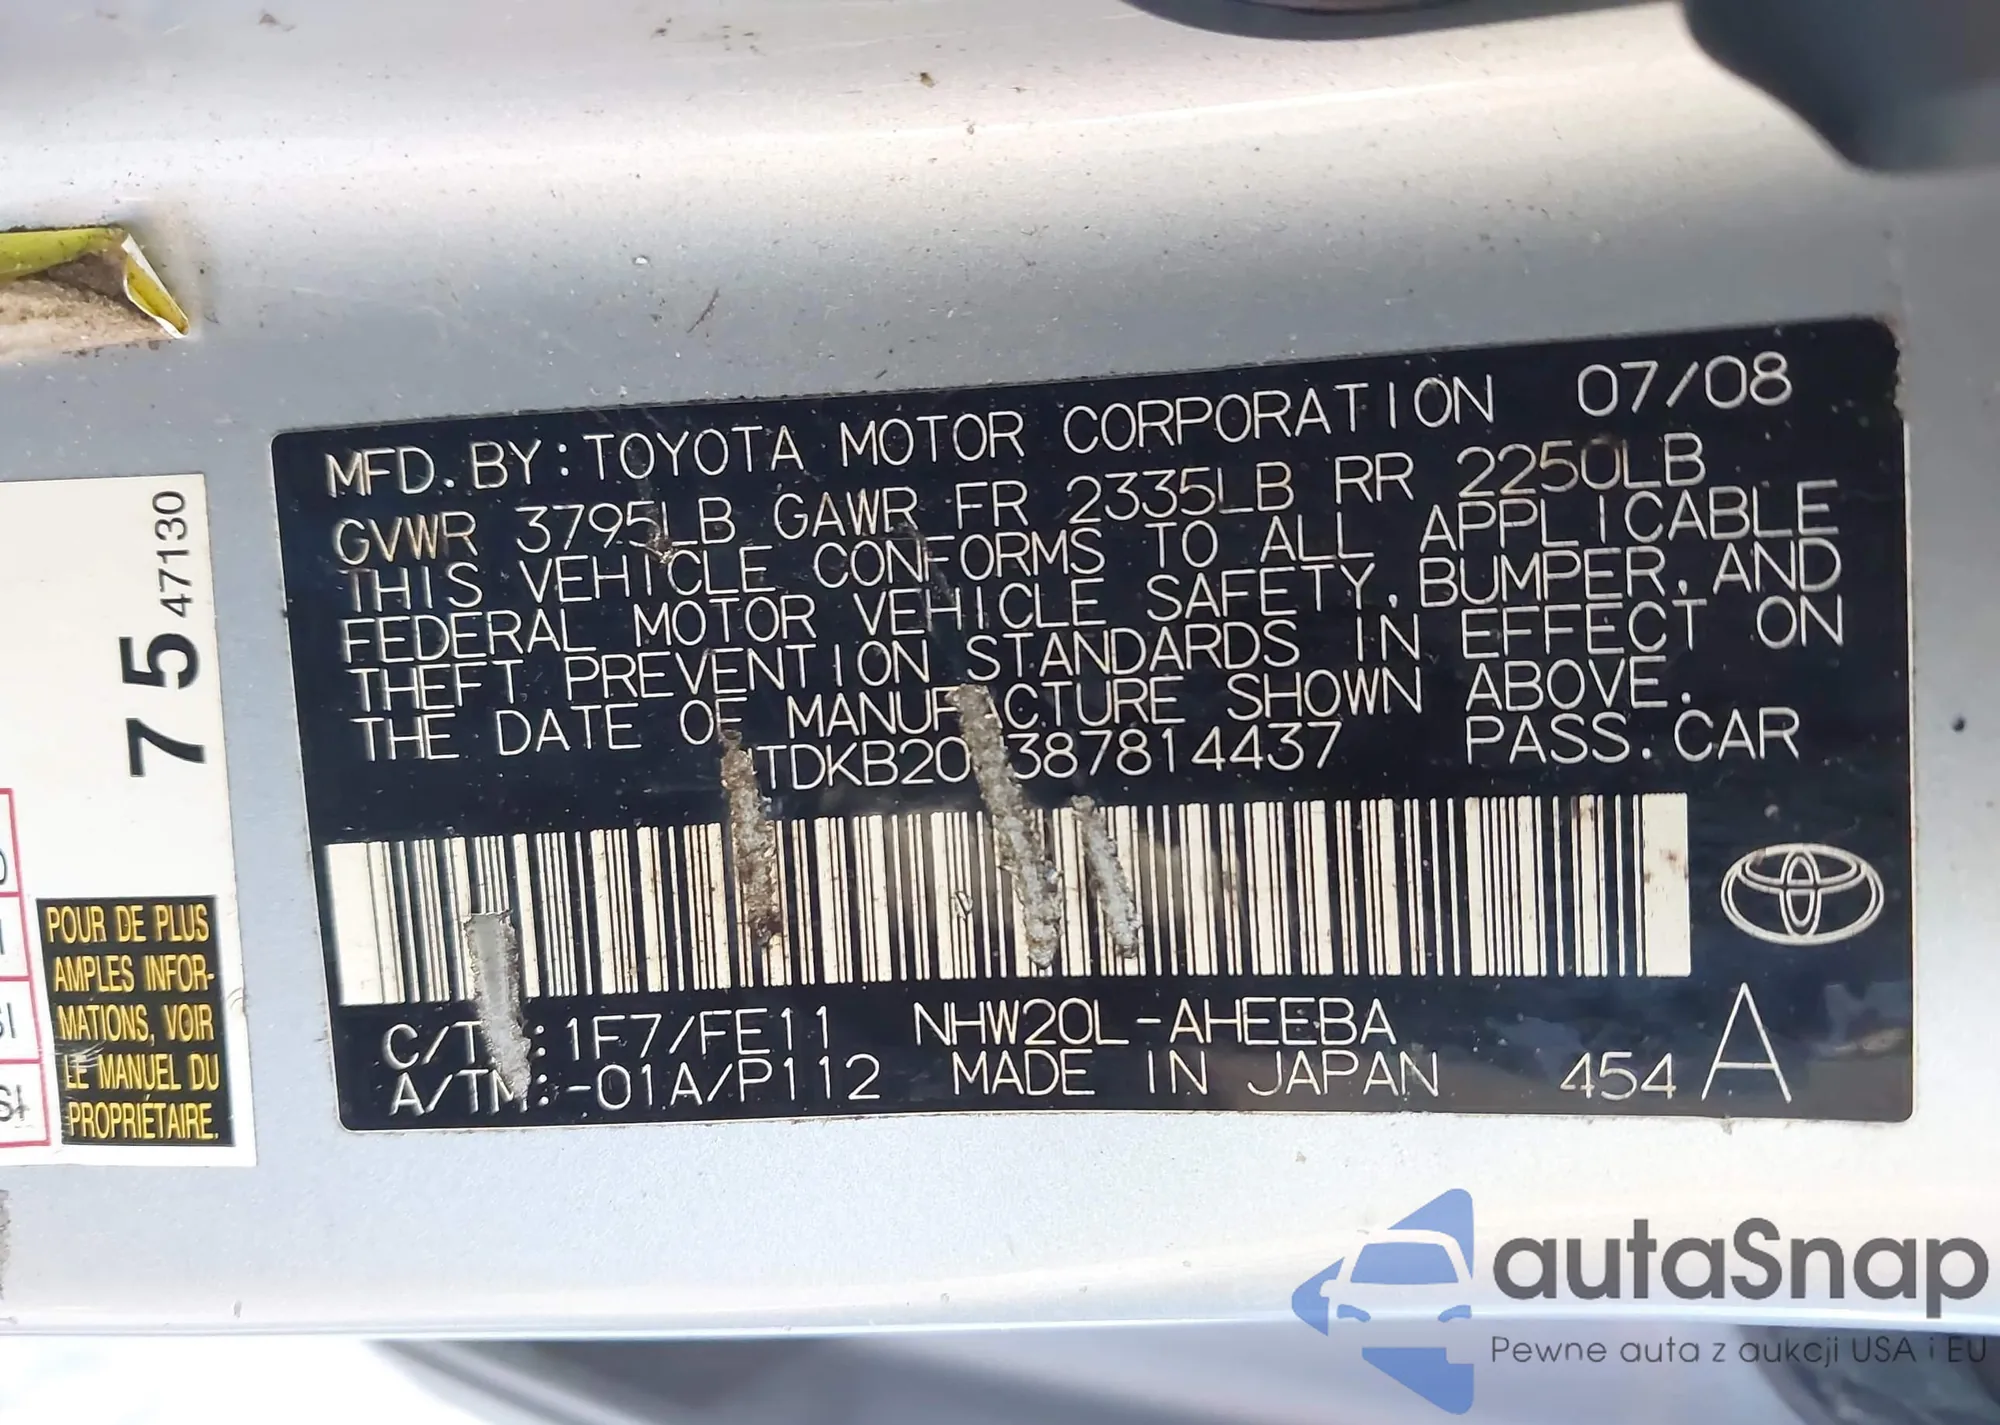 MFD. BY: TOYOTA MOTOR CORPORATION 07/08
GVWR 3795LB GAWR FR 2335LB RR 2250LB
THIS VEHICLE CONFORMS TO ALL APPLICABLE
FEDERAL MOTOR VEHICLE SAFETY, BUMPER, AND
THEFT PREVENTION STANDARDS IN EFFECT ON
THE DATE OF MANUFACTURE SHOWN ABOVE.
PASS. CAR
C/TR: 1F7/FE11 NHW20L-AHEEBA
A/TM: -01A/P112 MADE IN JAPAN 454 A
75 47130
POUR DE PLUS
AMPLES INFOR-
MATIONS, VOIR
LE MANUEL DU
PROPRIÉTAIRE.
autaSnap
Pewne auta z aukcji USA i EU